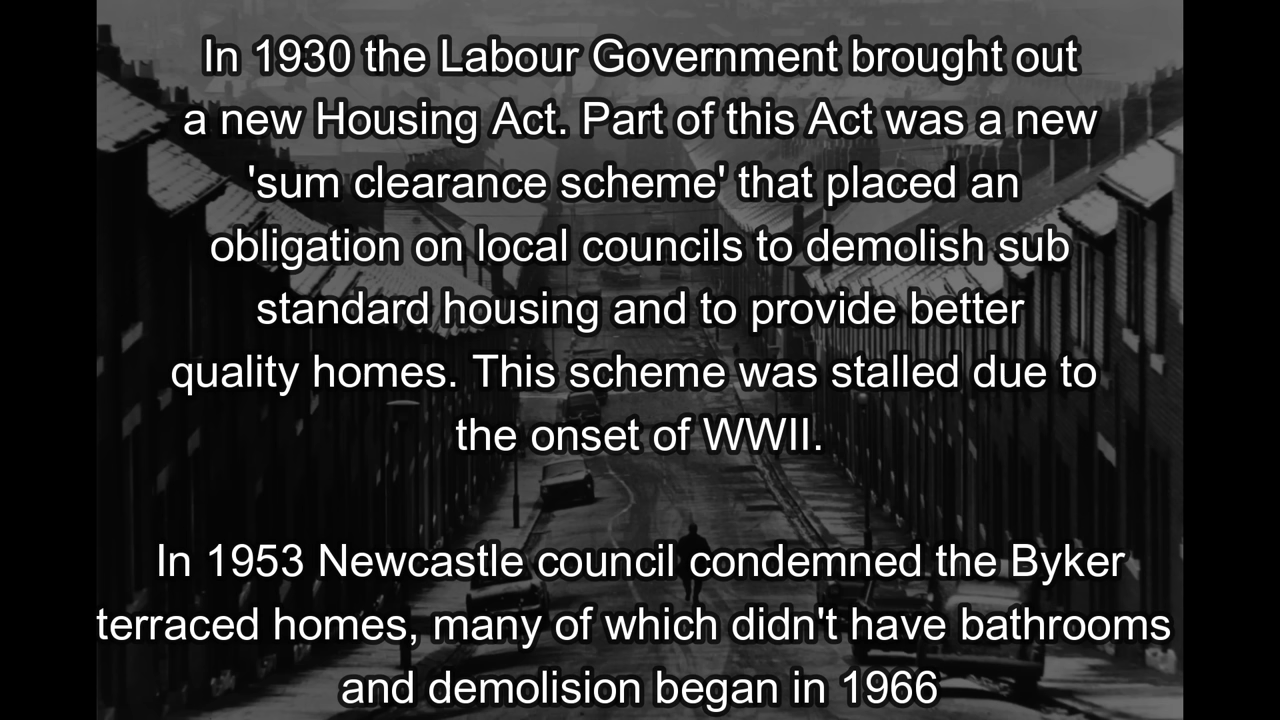 In 1930 the Labour Government brought out
a new Housing Act. Part of this Act was a new
'sum clearance scheme' that placed an
obligation on local councils to demolish sub
standard housing and to provide better
quality homes. This scheme was stalled due to
the onset of WWII.
In 1953 Newcastle council condemned the Byker
terraced homes, many of which didn't have bathrooms
and demolision began in 1966